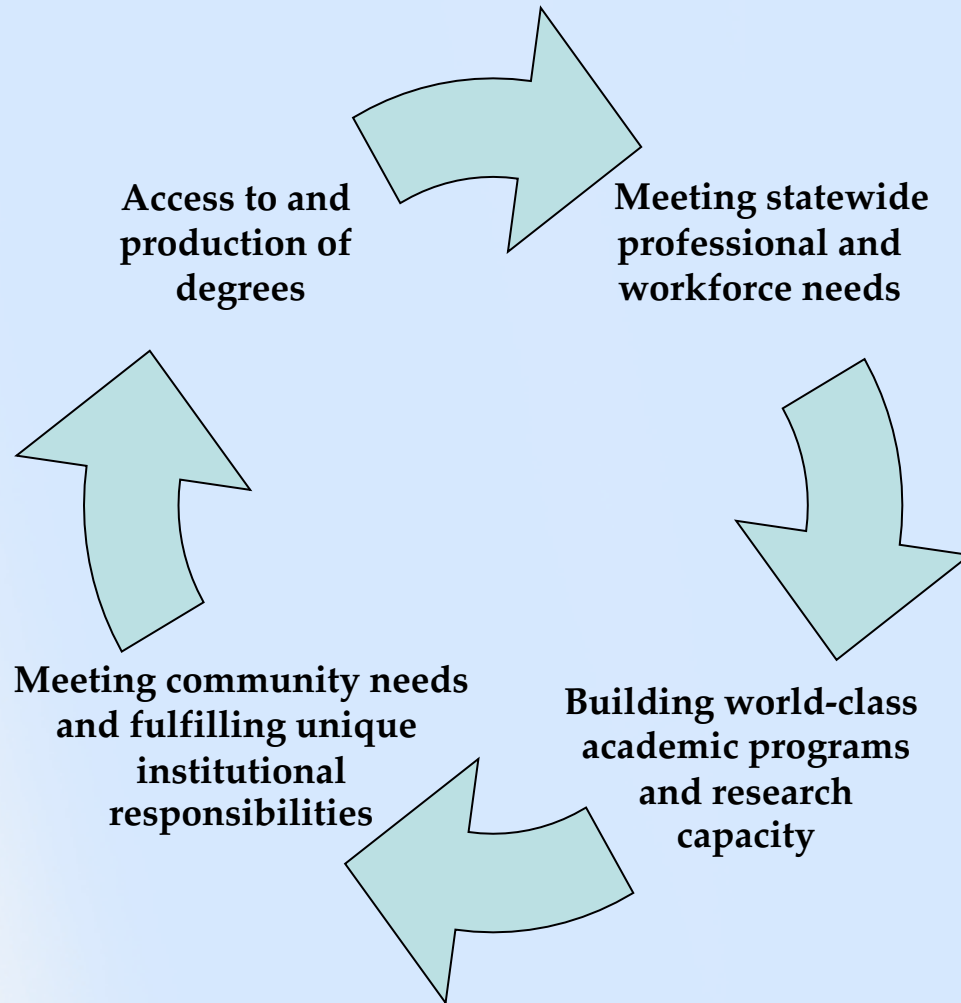 Access to and
production of
degrees
Meeting statewide
professional and
workforce needs
Building world-class
academic programs
and research
capacity
Meeting community needs
and fulfilling unique
institutional
responsibilities